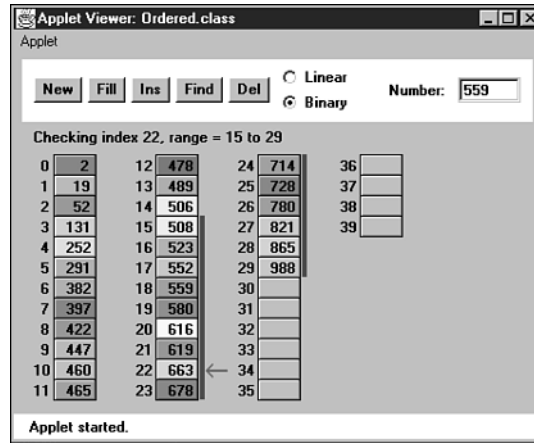 Applet Viewer: Ordered.class
Applet
New Fill Ins Find Del Linear Binary Number: 559
Checking index 22, range = 15 to 29
0 2 12 478 24 714 36
1 19 13 489 25 728 37
2 52 14 506 26 780 38
3 131 15 508 27 821 39
4 252 16 523 28 865
5 291 17 552 29 988
6 382 18 559 30
7 397 19 580 31
8 422 20 616 32
9 447 21 619 33
10 460 22 663 34
11 465 23 678 35
Applet started.